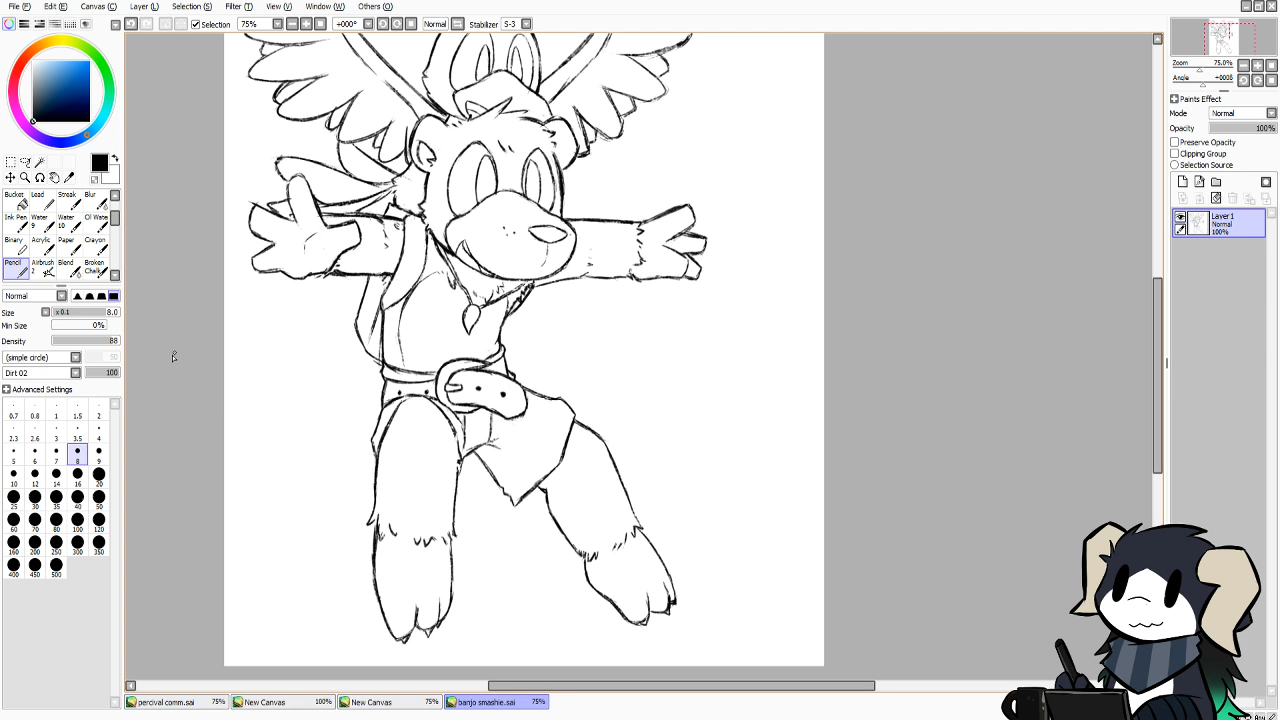 File (F) Edit (E) Canvas (C) Layer (L) Selection (S) Filter (T) View (V) Window (W) Others (O)
Selection 75% +000° Normal Stabilizer S-3
Zoom 75.0%
Angle +000θ
Paints Effect
Mode Normal
Opacity 100%
Preserve Opacity
Clipping Group
Selection Source
Layer 1
Normal
100%
Bucket Lead Streak Blur
Ink Pen Water 9 Water 10 Oil Water
Binary Acrylic Paper Crayon
Pencil Airbrush 2 Blend Broken Chalk
Normal
Size x 0.1 8.0
Min Size 0%
Density 88
(simple circle) 50
Dirt 02 100
Advanced Settings
0.7 0.8 1 1.5 2
2.3 2.6 3 3.5 4
5 6 7 8 9
10 12 14 16 20
25 30 35 40 50
60 70 80 100 120
160 200 250 300 350
400 450 500
percival comm.sai 75% New Canvas 100% New Canvas 75% banjo smashie.sai 75%